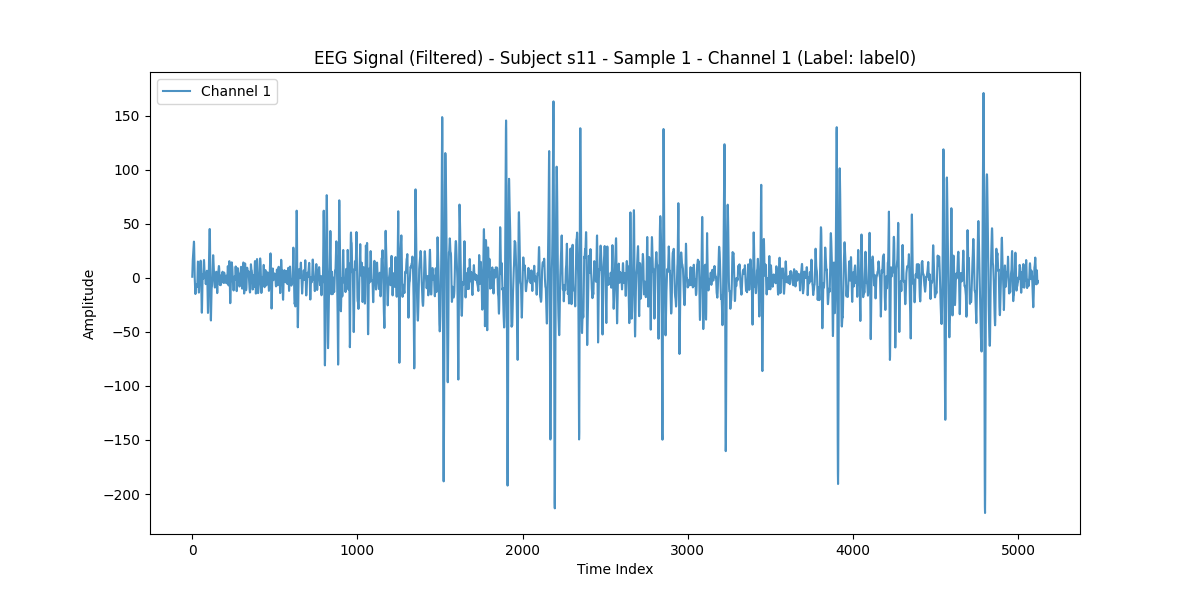 EEG Signal (Filtered) - Subject s11 - Sample 1 - Channel 1 (Label: label0)
Channel 1
150
100
50
0
−50
−100
−150
−200
Amplitude
0 1000 2000 3000 4000 5000
Time Index